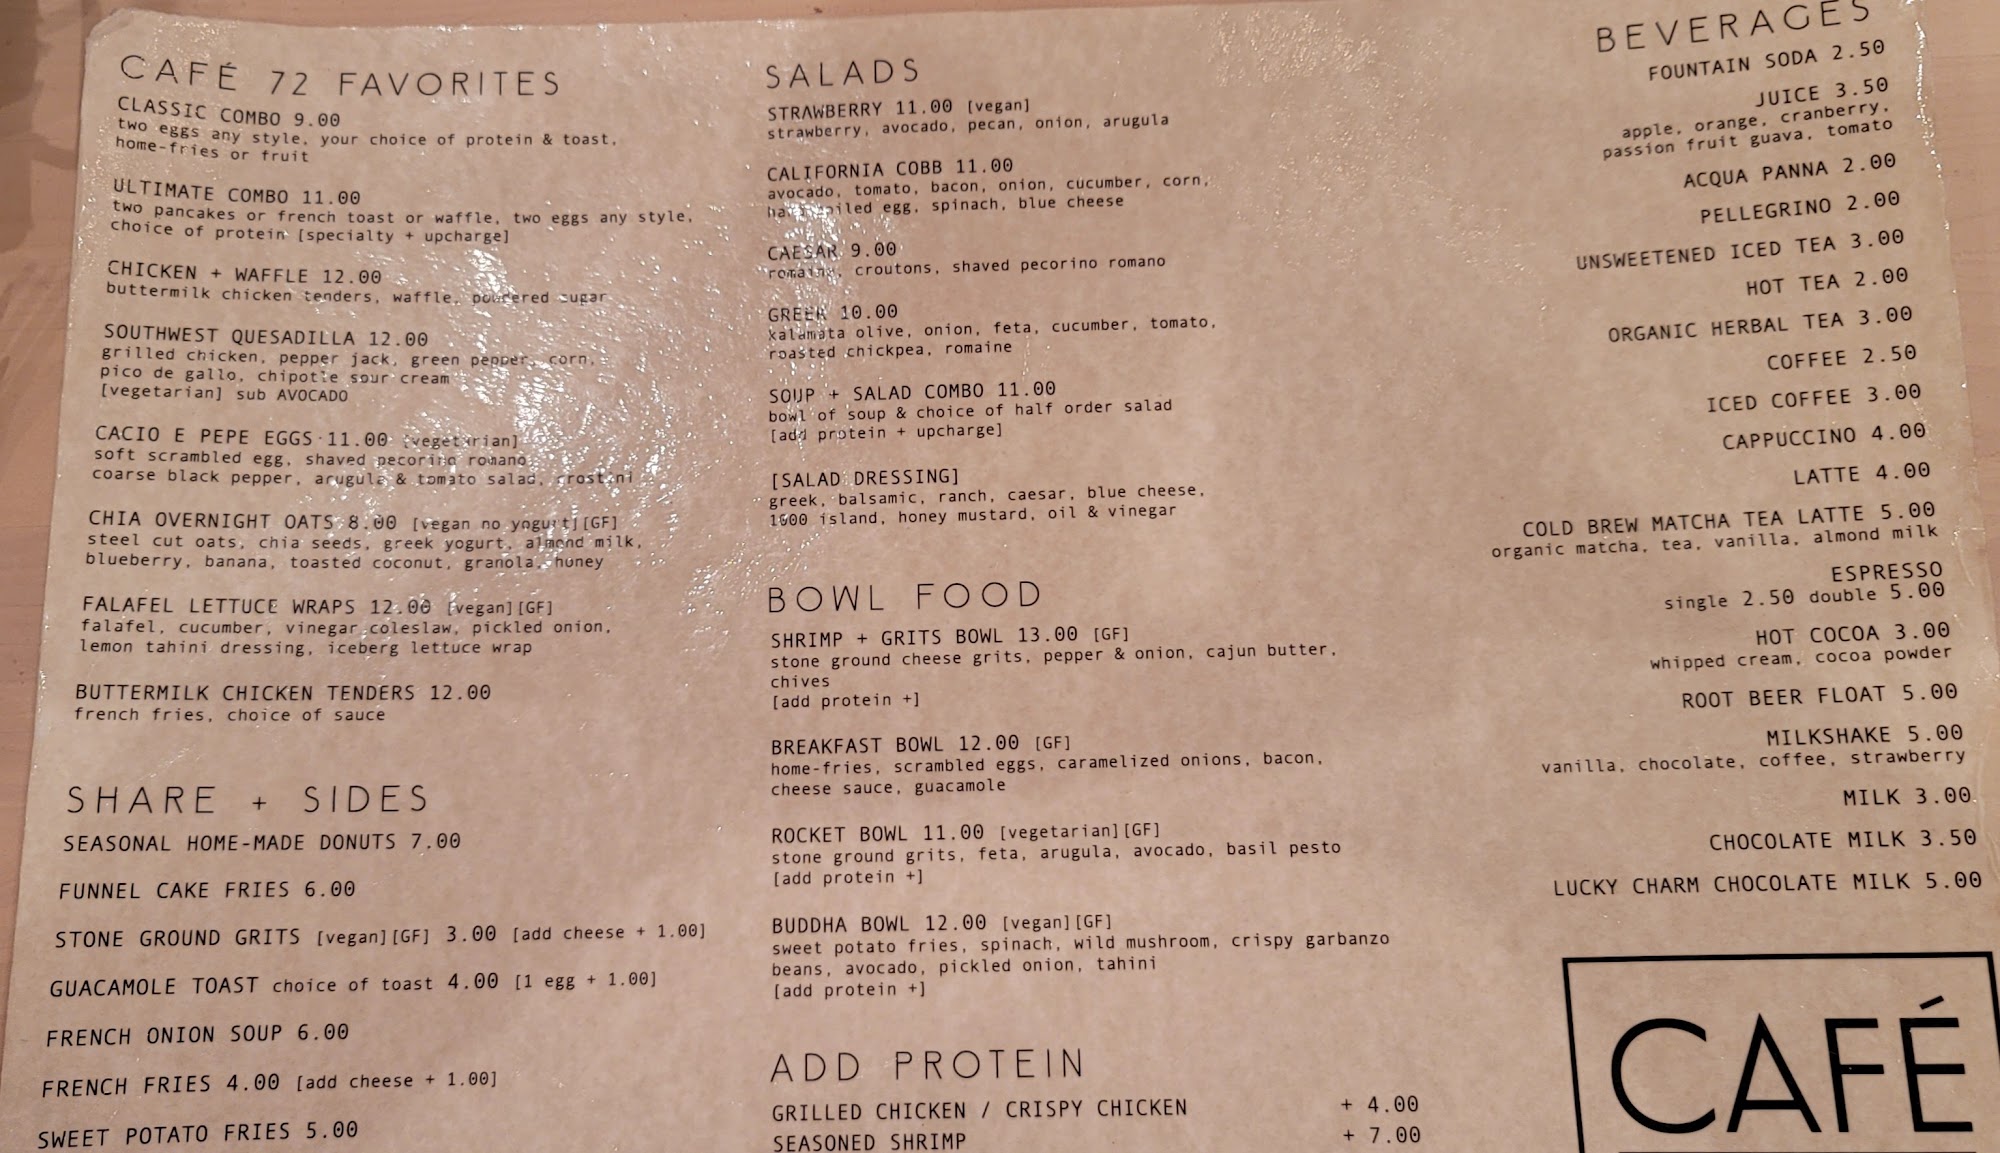 CAFÉ 72 FAVORITES
CLASSIC COMBO 9.00
two eggs any style, your choice of protein & toast,
home-fries or fruit
ULTIMATE COMBO 11.00
two pancakes or french toast or waffle, two eggs any style,
choice of protein [specialty + upcharge]
CHICKEN + WAFFLE 12.00
buttermilk chicken tenders, waffle, powdered sugar
SOUTHWEST QUESADILLA 12.00
grilled chicken, pepper jack, green pepper, corn,
pico de gallo, chipotle sour cream
[vegetarian] sub AVOCADO
CACIO E PEPE EGGS 11.00 [vegetarian]
soft scrambled egg, shaved pecorino romano
coarse black pepper, arugula & tomato salad, crostini
CHIA OVERNIGHT OATS 8.00 [vegan no yogurt][GF]
steel cut oats, chia seeds, greek yogurt, almond milk,
blueberry, banana, toasted coconut, granola, honey
FALAFEL LETTUCE WRAPS 12.00 [vegan][GF]
falafel, cucumber, vinegar coleslaw, pickled onion,
lemon tahini dressing, iceberg lettuce wrap
BUTTERMILK CHICKEN TENDERS 12.00
french fries, choice of sauce
SHARE + SIDES
SEASONAL HOME-MADE DONUTS 7.00
FUNNEL CAKE FRIES 6.00
STONE GROUND GRITS [vegan][GF] 3.00 [add cheese + 1.00]
GUACAMOLE TOAST choice of toast 4.00 [1 egg + 1.00]
FRENCH ONION SOUP 6.00
FRENCH FRIES 4.00 [add cheese + 1.00]
SWEET POTATO FRIES 5.00
SALADS
STRAWBERRY 11.00 [vegan]
strawberry, avocado, pecan, onion, arugula
CALIFORNIA COBB 11.00
avocado, tomato, bacon, onion, cucumber, corn,
hard boiled egg, spinach, blue cheese
CAESAR 9.00
romaine, croutons, shaved pecorino romano
GREEK 10.00
kalamata olive, onion, feta, cucumber, tomato,
roasted chickpea, romaine
SOUP + SALAD COMBO 11.00
bowl of soup & choice of half order salad
[add protein + upcharge]
[SALAD DRESSING]
greek, balsamic, ranch, caesar, blue cheese,
1000 island, honey mustard, oil & vinegar
BOWL FOOD
SHRIMP + GRITS BOWL 13.00 [GF]
stone ground cheese grits, pepper & onion, cajun butter,
chives
[add protein +]
BREAKFAST BOWL 12.00 [GF]
home-fries, scrambled eggs, caramelized onions, bacon,
cheese sauce, guacamole
ROCKET BOWL 11.00 [vegetarian][GF]
stone ground grits, feta, arugula, avocado, basil pesto
[add protein +]
BUDDHA BOWL 12.00 [vegan][GF]
sweet potato fries, spinach, wild mushroom, crispy garbanzo
beans, avocado, pickled onion, tahini
[add protein +]
ADD PROTEIN
GRILLED CHICKEN / CRISPY CHICKEN + 4.00
SEASONED SHRIMP + 7.00
BEVERAGES
FOUNTAIN SODA 2.50
JUICE 3.50
apple, orange, cranberry,
passion fruit guava, tomato
ACQUA PANNA 2.00
PELLEGRINO 2.00
UNSWEETENED ICED TEA 3.00
HOT TEA 2.00
ORGANIC HERBAL TEA 3.00
COFFEE 2.50
ICED COFFEE 3.00
CAPPUCCINO 4.00
LATTE 4.00
COLD BREW MATCHA TEA LATTE 5.00
organic matcha, tea, vanilla, almond milk
ESPRESSO
single 2.50 double 5.00
HOT COCOA 3.00
whipped cream, cocoa powder
ROOT BEER FLOAT 5.00
MILKSHAKE 5.00
vanilla, chocolate, coffee, strawberry
MILK 3.00
CHOCOLATE MILK 3.50
LUCKY CHARM CHOCOLATE MILK 5.00
CAFÉ